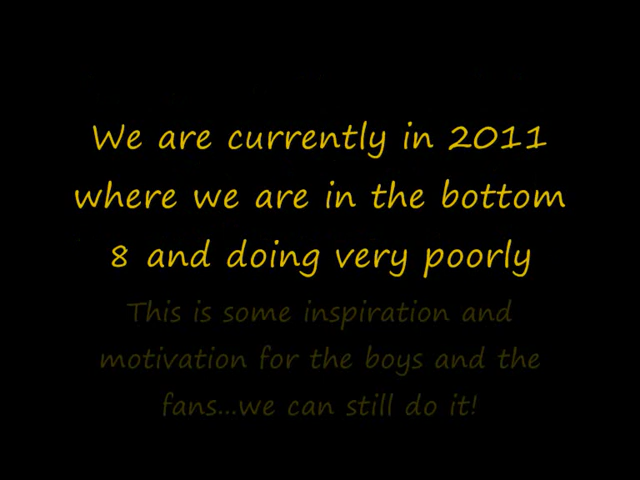 We are currently in 2011
where we are in the bottom
8 and doing very poorly
This is some inspiration and
motivation for the boys and the
fans...we can still do it!